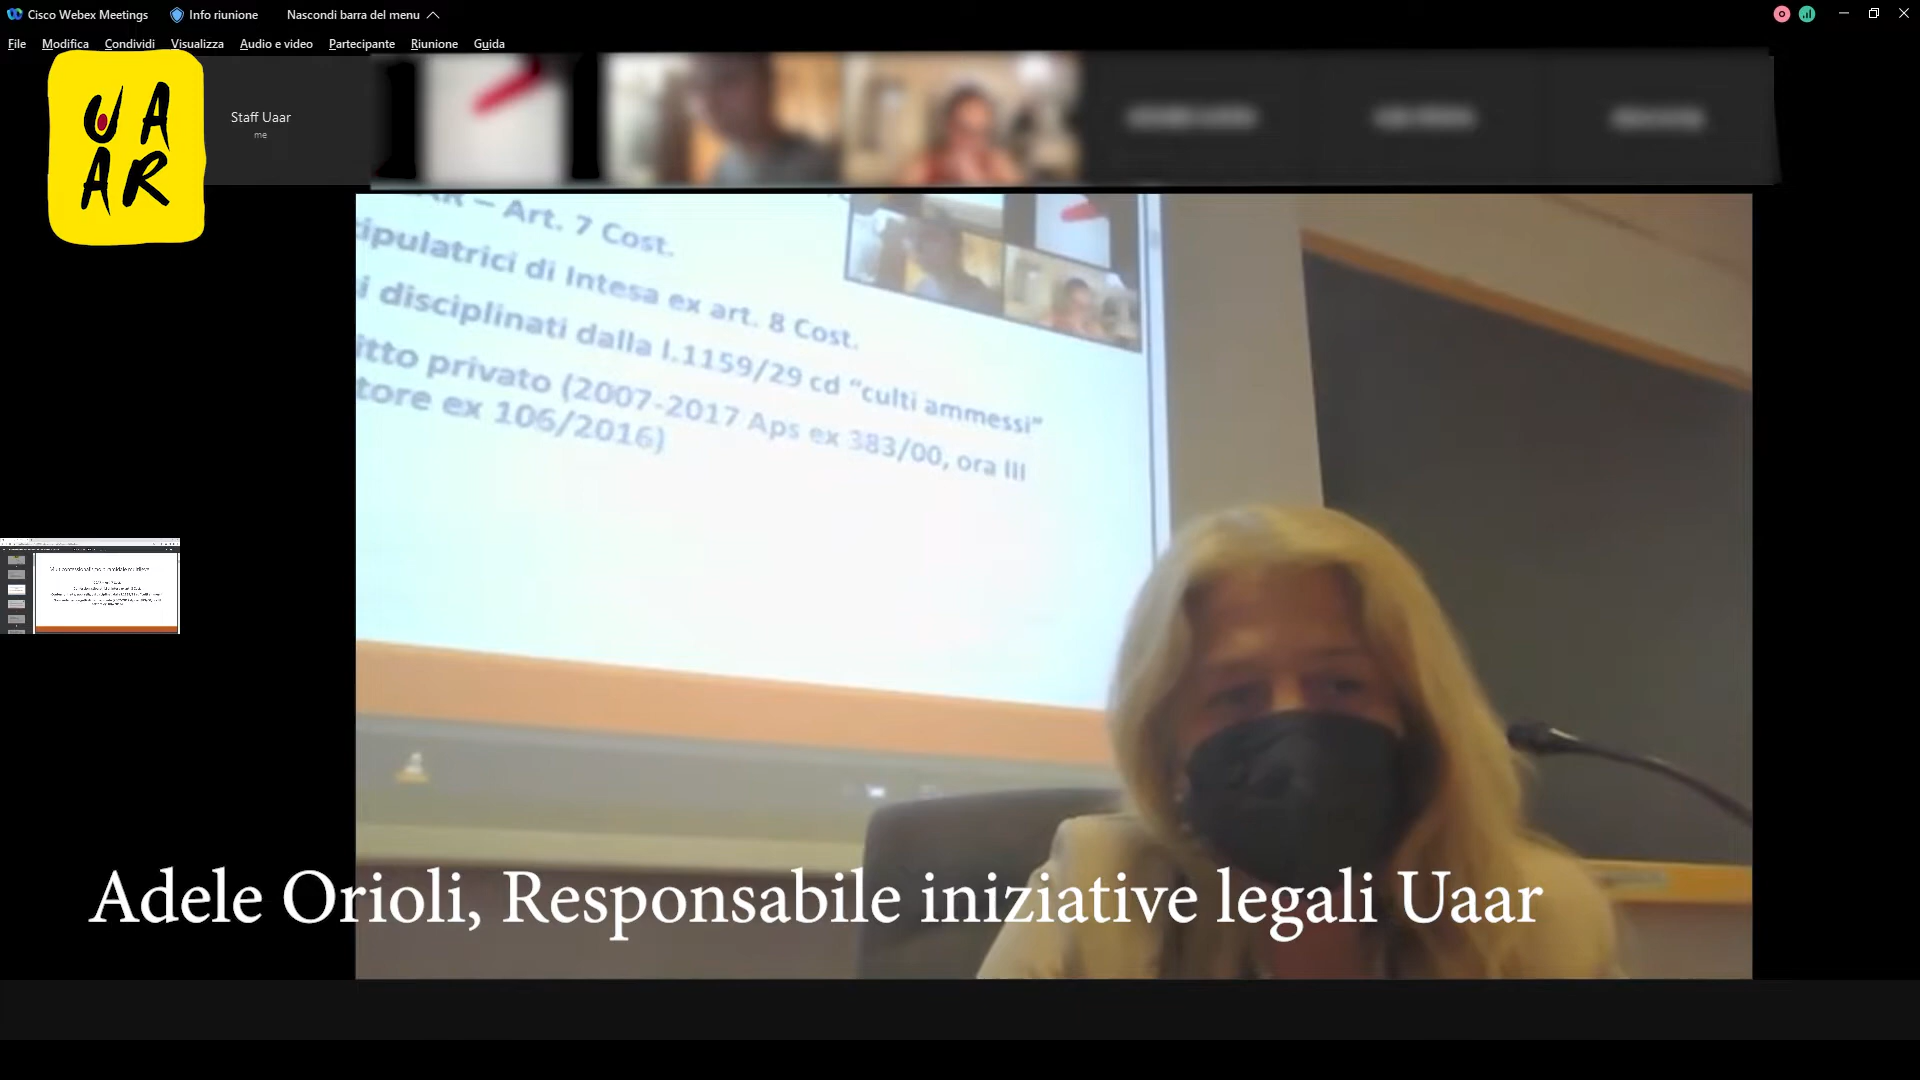 Cisco Webex Meetings
Info riunione
Nascondi barra del menu
File Modifica Condividi Visualizza Audio e video Partecipante Riunione Guida
UAAR
Staff Uaar
me
– Art. 7 Cost.
tipulatrici di Intesa ex art. 8 Cost.
i disciplinati dalla l.1159/29 cd “culti ammessi”
itto privato (2007-2017 Aps ex 383/00, ora III
tore ex 106/2016)
Adele Orioli, Responsabile iniziative legali Uaar